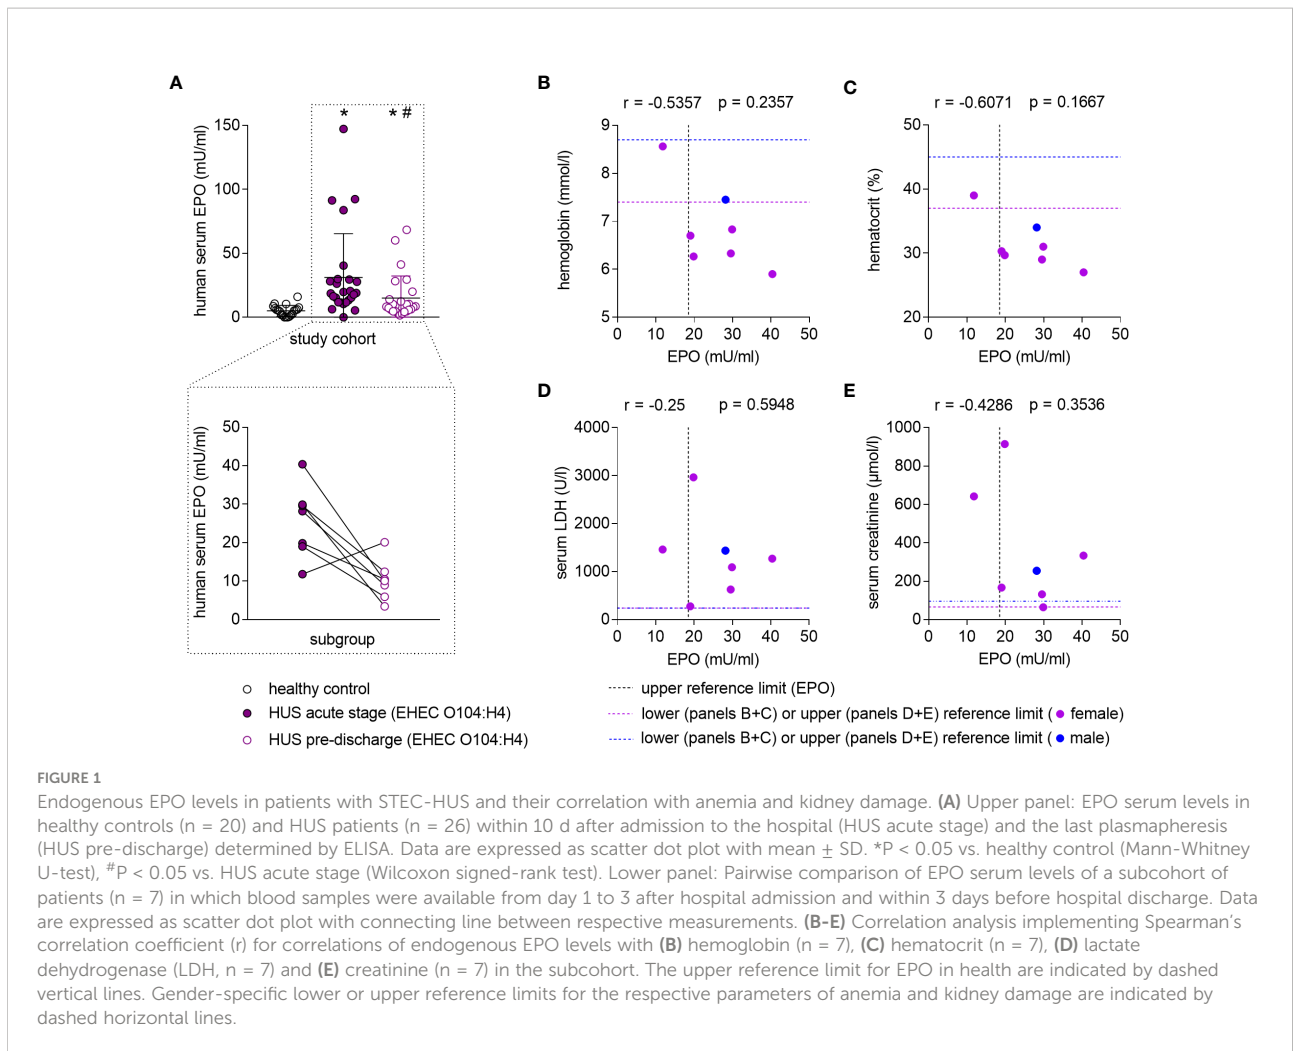 A
* * #
human serum EPO (mU/ml)
150
100
50
0
study cohort
human serum EPO (mU/ml)
50
40
30
20
10
0
subgroup
B
r = -0.5357 p = 0.2357
hemoglobin (mmol/l)
9
8
7
6
5
0 10 20 30 40 50
EPO (mU/ml)
C
r = -0.6071 p = 0.1667
hematocrit (%)
50
40
30
20
0 10 20 30 40 50
EPO (mU/ml)
D
r = -0.25 p = 0.5948
serum LDH (U/l)
4000
3000
2000
1000
0
0 10 20 30 40 50
EPO (mU/ml)
E
r = -0.4286 p = 0.3536
serum creatinine (µmol/l)
1000
800
600
400
200
0
0 10 20 30 40 50
EPO (mU/ml)
healthy control
HUS acute stage (EHEC O104:H4)
HUS pre-discharge (EHEC O104:H4)
upper reference limit (EPO)
lower (panels B+C) or upper (panels D+E) reference limit ( female)
lower (panels B+C) or upper (panels D+E) reference limit ( male)
FIGURE 1
Endogenous EPO levels in patients with STEC-HUS and their correlation with anemia and kidney damage. (A) Upper panel: EPO serum levels in
healthy controls (n = 20) and HUS patients (n = 26) within 10 d after admission to the hospital (HUS acute stage) and the last plasmapheresis
(HUS pre-discharge) determined by ELISA. Data are expressed as scatter dot plot with mean ± SD. *P < 0.05 vs. healthy control (Mann-Whitney
U-test), #P < 0.05 vs. HUS acute stage (Wilcoxon signed-rank test). Lower panel: Pairwise comparison of EPO serum levels of a subcohort of
patients (n = 7) in which blood samples were available from day 1 to 3 after hospital admission and within 3 days before hospital discharge. Data
are expressed as scatter dot plot with connecting line between respective measurements. (B-E) Correlation analysis implementing Spearman's
correlation coefficient (r) for correlations of endogenous EPO levels with (B) hemoglobin (n = 7), (C) hematocrit (n = 7), (D) lactate
dehydrogenase (LDH, n = 7) and (E) creatinine (n = 7) in the subcohort. The upper reference limit for EPO in health are indicated by dashed
vertical lines. Gender-specific lower or upper reference limits for the respective parameters of anemia and kidney damage are indicated by
dashed horizontal lines.